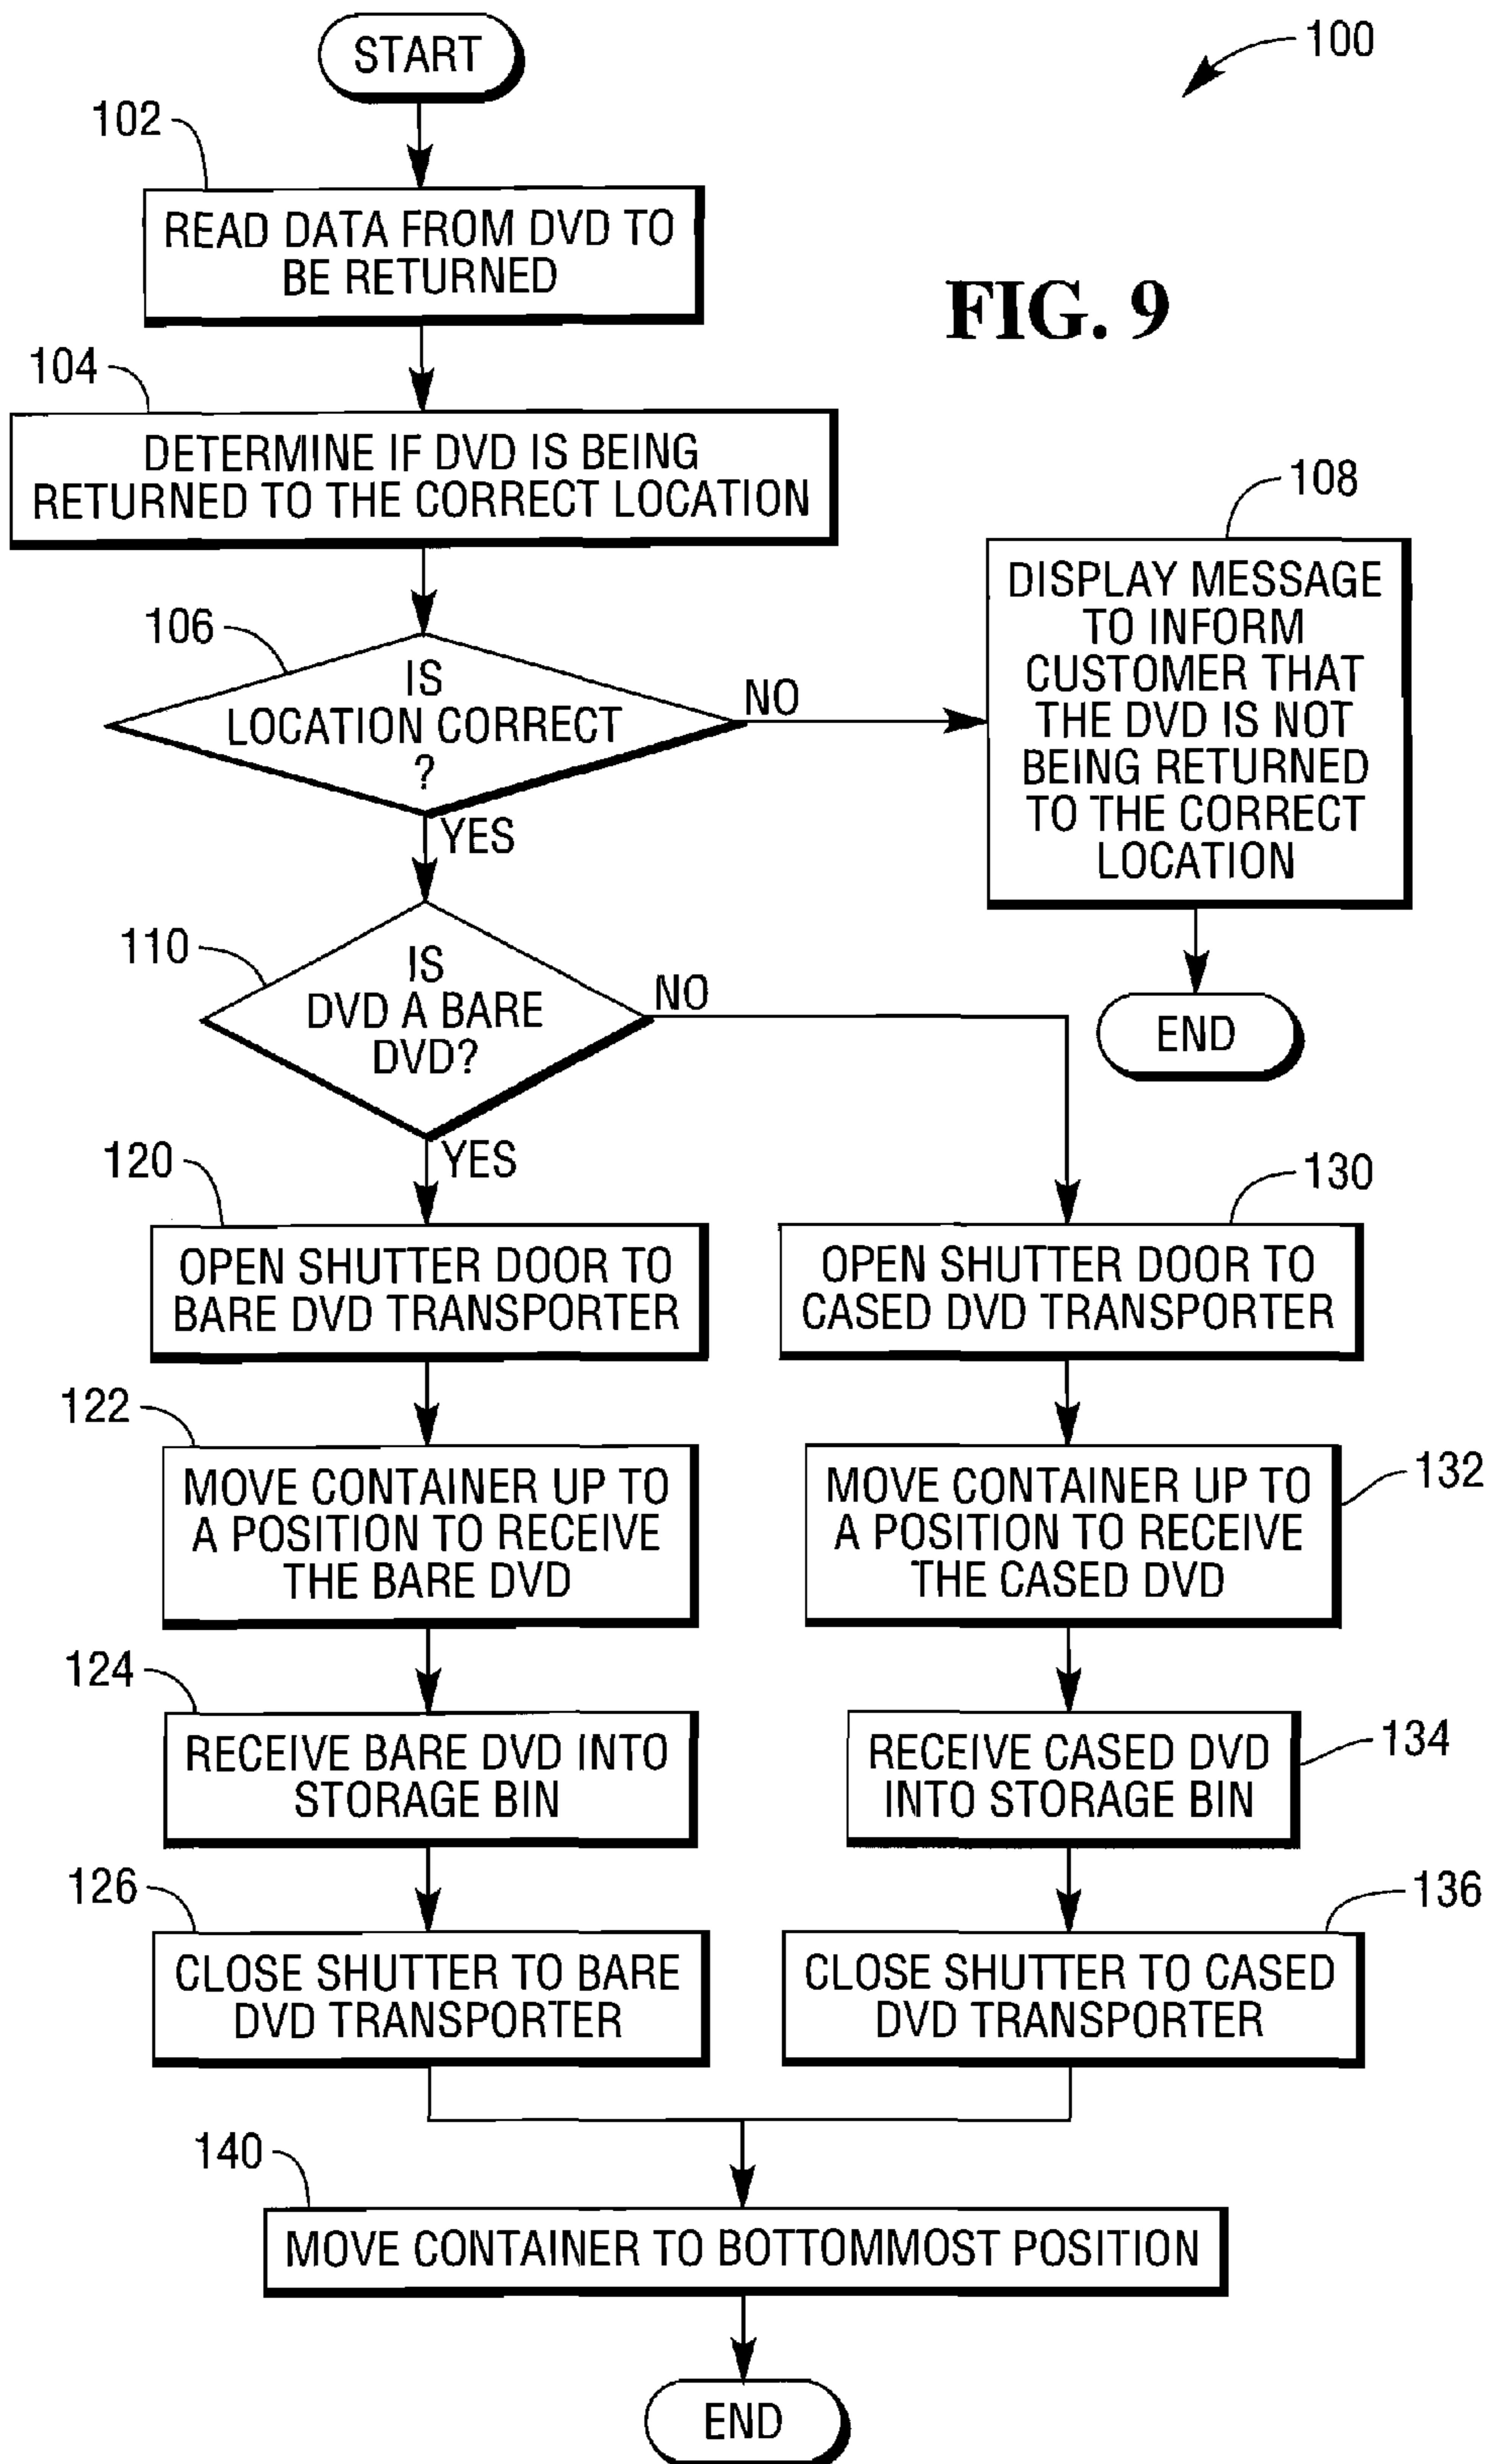 START
100
102
READ DATA FROM DVD TO
BE RETURNED
FIG. 9
104
DETERMINE IF DVD IS BEING
RETURNED TO THE CORRECT LOCATION
106
IS
LOCATION CORRECT
?
NO
YES
108
DISPLAY MESSAGE
TO INFORM
CUSTOMER THAT
THE DVD IS NOT
BEING RETURNED
TO THE CORRECT
LOCATION
END
110
IS
DVD A BARE
DVD?
NO
YES
120
OPEN SHUTTER DOOR TO
BARE DVD TRANSPORTER
122
MOVE CONTAINER UP TO
A POSITION TO RECEIVE
THE BARE DVD
124
RECEIVE BARE DVD INTO
STORAGE BIN
126
CLOSE SHUTTER TO BARE
DVD TRANSPORTER
130
OPEN SHUTTER DOOR TO
CASED DVD TRANSPORTER
132
MOVE CONTAINER UP TO
A POSITION TO RECEIVE
THE CASED DVD
134
RECEIVE CASED DVD
INTO STORAGE BIN
136
CLOSE SHUTTER TO CASED
DVD TRANSPORTER
140
MOVE CONTAINER TO BOTTOMMOST POSITION
END